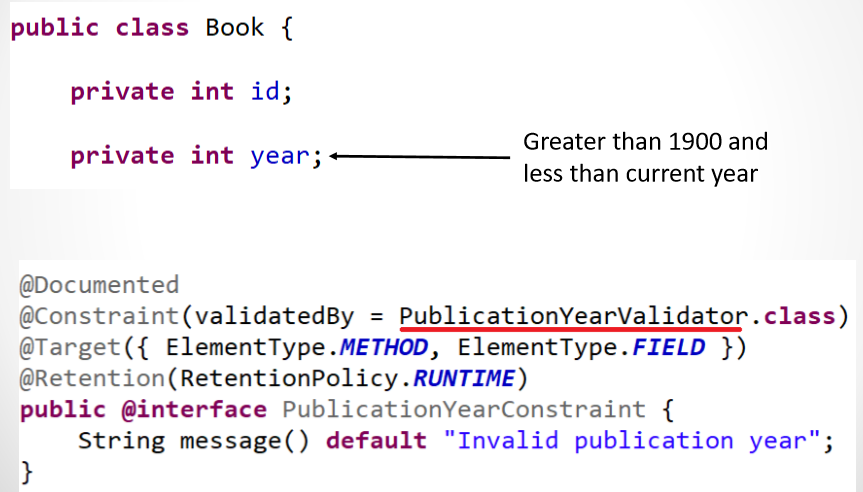 public class Book {
private int id;
private int year;
Greater than 1900 and
less than current year
@Documented
@Constraint(validatedBy = PublicationYearValidator.class)
@Target({ ElementType.METHOD, ElementType.FIELD })
@Retention(RetentionPolicy.RUNTIME)
public @interface PublicationYearConstraint {
String message() default "Invalid publication year";
}